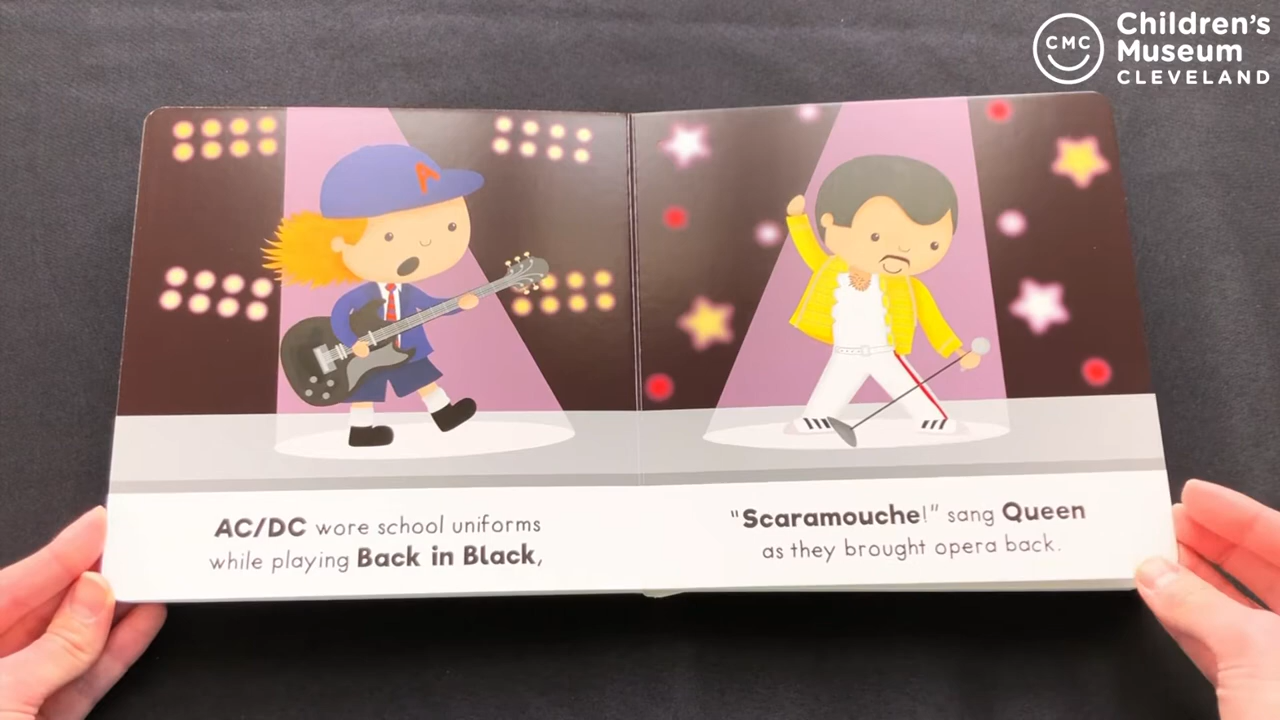 CMC
Children's
Museum
CLEVELAND
A
AC/DC wore school uniforms
while playing Back in Black,
"Scaramouche!" sang Queen
as they brought opera back.